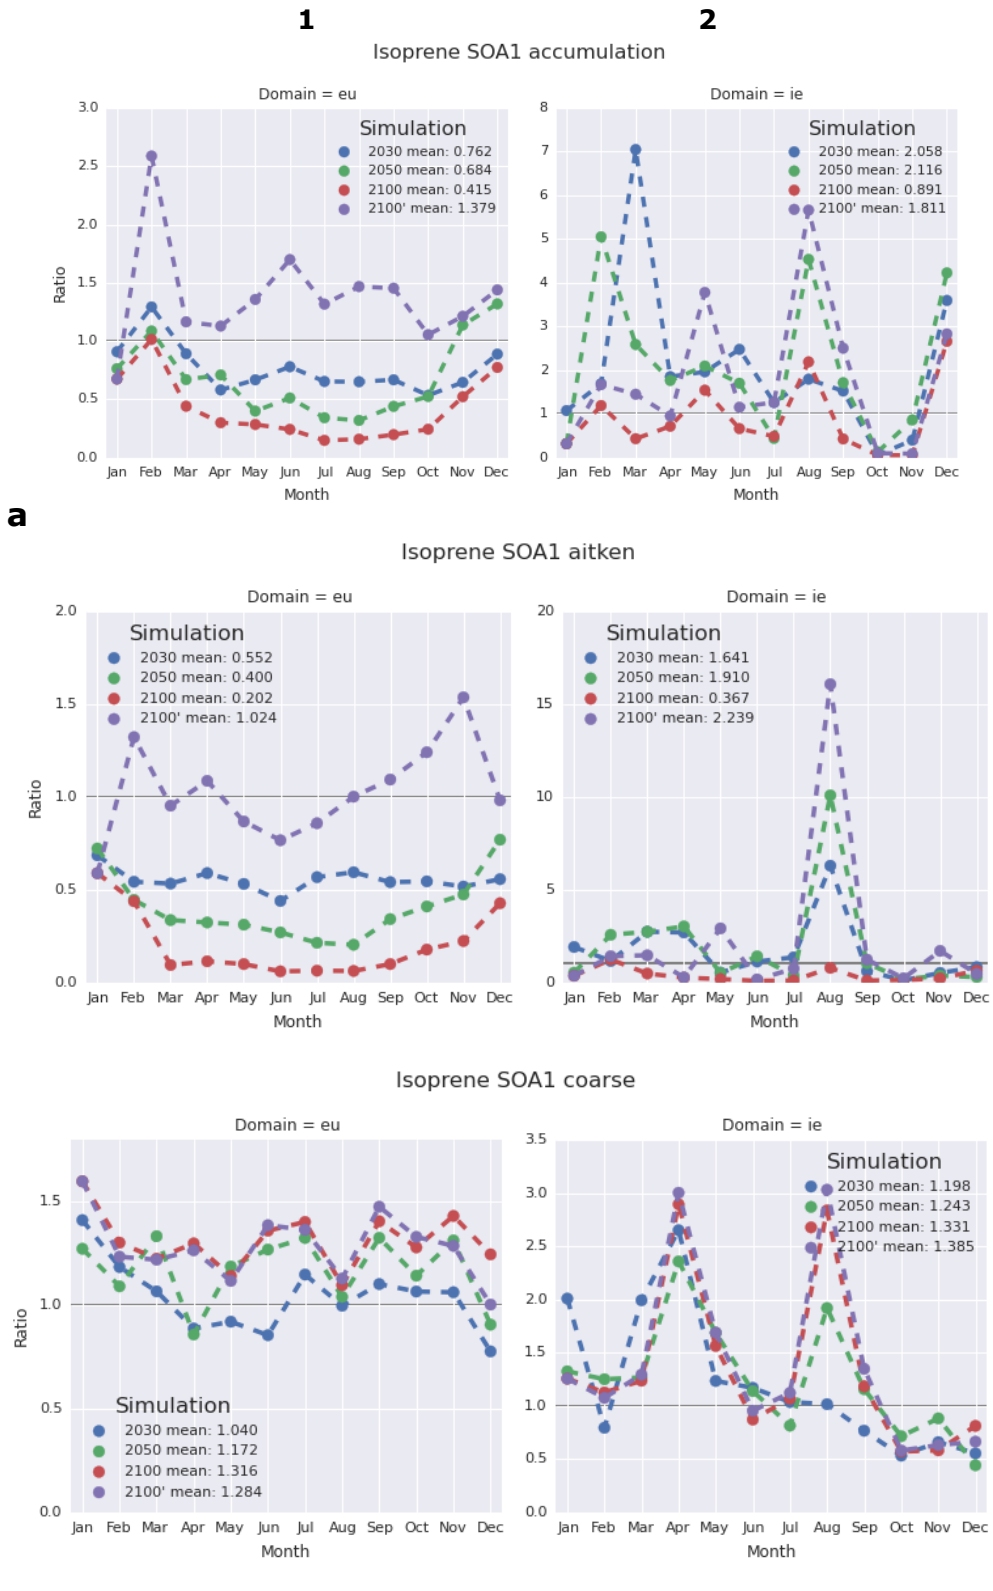 1 2
Isoprene SOA1 accumulation
Domain = eu
3.0
2.5
2.0
1.5
1.0
0.5
0.0
Ratio
Simulation
2030 mean: 0.762
2050 mean: 0.684
2100 mean: 0.415
2100' mean: 1.379
Jan Feb Mar Apr May Jun Jul Aug Sep Oct Nov Dec
Month
Domain = ie
8
7
6
5
4
3
2
1
0
Simulation
2030 mean: 2.058
2050 mean: 2.116
2100 mean: 0.891
2100' mean: 1.811
Jan Feb Mar Apr May Jun Jul Aug Sep Oct Nov Dec
Month
a
Isoprene SOA1 aitken
Domain = eu
2.0
1.5
1.0
0.5
0.0
Ratio
Simulation
2030 mean: 0.552
2050 mean: 0.400
2100 mean: 0.202
2100' mean: 1.024
Jan Feb Mar Apr May Jun Jul Aug Sep Oct Nov Dec
Month
Domain = ie
20
15
10
5
0
Simulation
2030 mean: 1.641
2050 mean: 1.910
2100 mean: 0.367
2100' mean: 2.239
Jan Feb Mar Apr May Jun Jul Aug Sep Oct Nov Dec
Month
Isoprene SOA1 coarse
Domain = eu
1.5
1.0
0.5
0.0
Ratio
Simulation
2030 mean: 1.040
2050 mean: 1.172
2100 mean: 1.316
2100' mean: 1.284
Jan Feb Mar Apr May Jun Jul Aug Sep Oct Nov Dec
Month
Domain = ie
3.5
3.0
2.5
2.0
1.5
1.0
0.5
0.0
Simulation
2030 mean: 1.198
2050 mean: 1.243
2100 mean: 1.331
2100' mean: 1.385
Jan Feb Mar Apr May Jun Jul Aug Sep Oct Nov Dec
Month